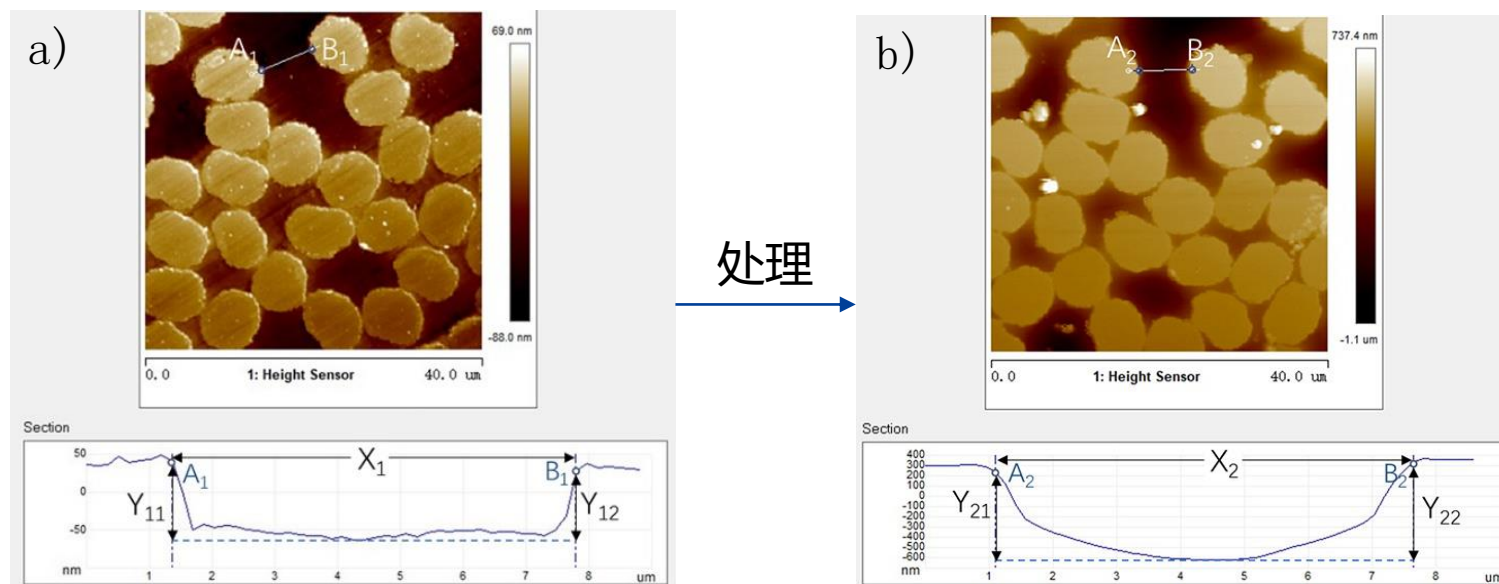 a)
A₁
B₁
69.0 nm
-88.0 nm
0.0
1: Height Sensor
40.0 um
Section
50
0
-50
nm
1
2
3
4
5
6
7
8
um
X₁
A₁
B₁
Y₁₁
Y₁₂
处理
b)
A₂
B₂
737.4 nm
-1.1 um
0.0
1: Height Sensor
40.0 um
Section
400
300
200
100
0
-100
-200
-300
-400
-500
-600
nm
1
2
3
4
5
6
7
8
um
X₂
A₂
B₂
Y₂₁
Y₂₂